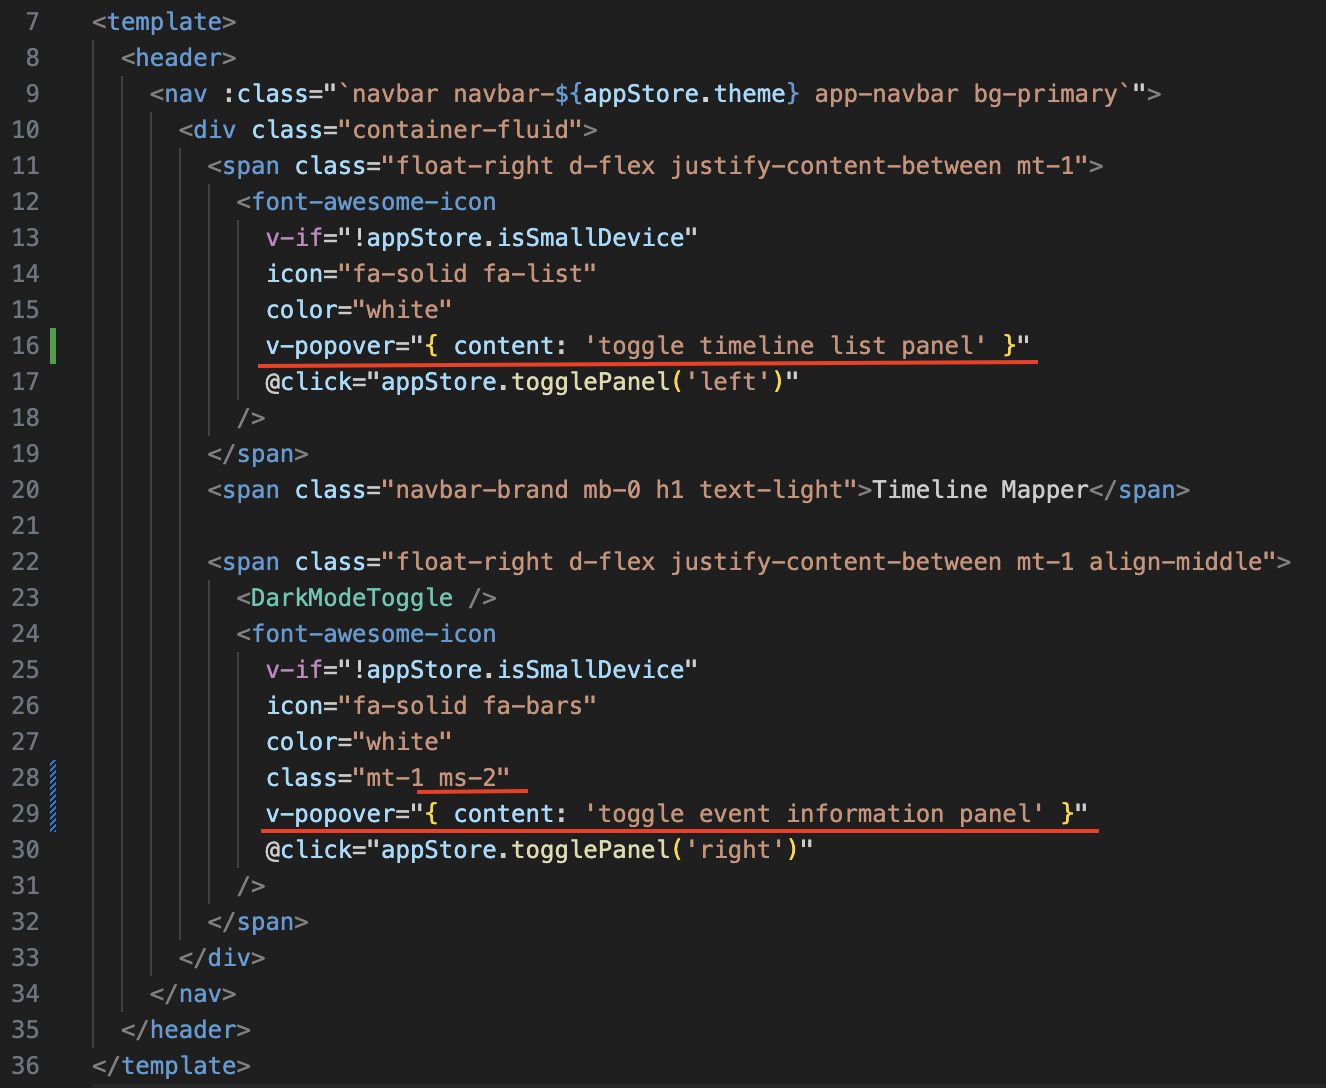 7 <template>
8 <header>
9 <nav :class="`navbar navbar-${appStore.theme} app-navbar bg-primary`">
10 <div class="container-fluid">
11 <span class="float-right d-flex justify-content-between mt-1">
12 <font-awesome-icon
13 v-if="!appStore.isSmallDevice"
14 icon="fa-solid fa-list"
15 color="white"
16 v-popover="{ content: 'toggle timeline list panel' }"
17 @click="appStore.togglePanel('left')"
18 />
19 </span>
20 <span class="navbar-brand mb-0 h1 text-light">Timeline Mapper</span>
21
22 <span class="float-right d-flex justify-content-between mt-1 align-middle">
23 <DarkModeToggle />
24 <font-awesome-icon
25 v-if="!appStore.isSmallDevice"
26 icon="fa-solid fa-bars"
27 color="white"
28 class="mt-1 ms-2"
29 v-popover="{ content: 'toggle event information panel' }"
30 @click="appStore.togglePanel('right')"
31 />
32 </span>
33 </div>
34 </nav>
35 </header>
36 </template>